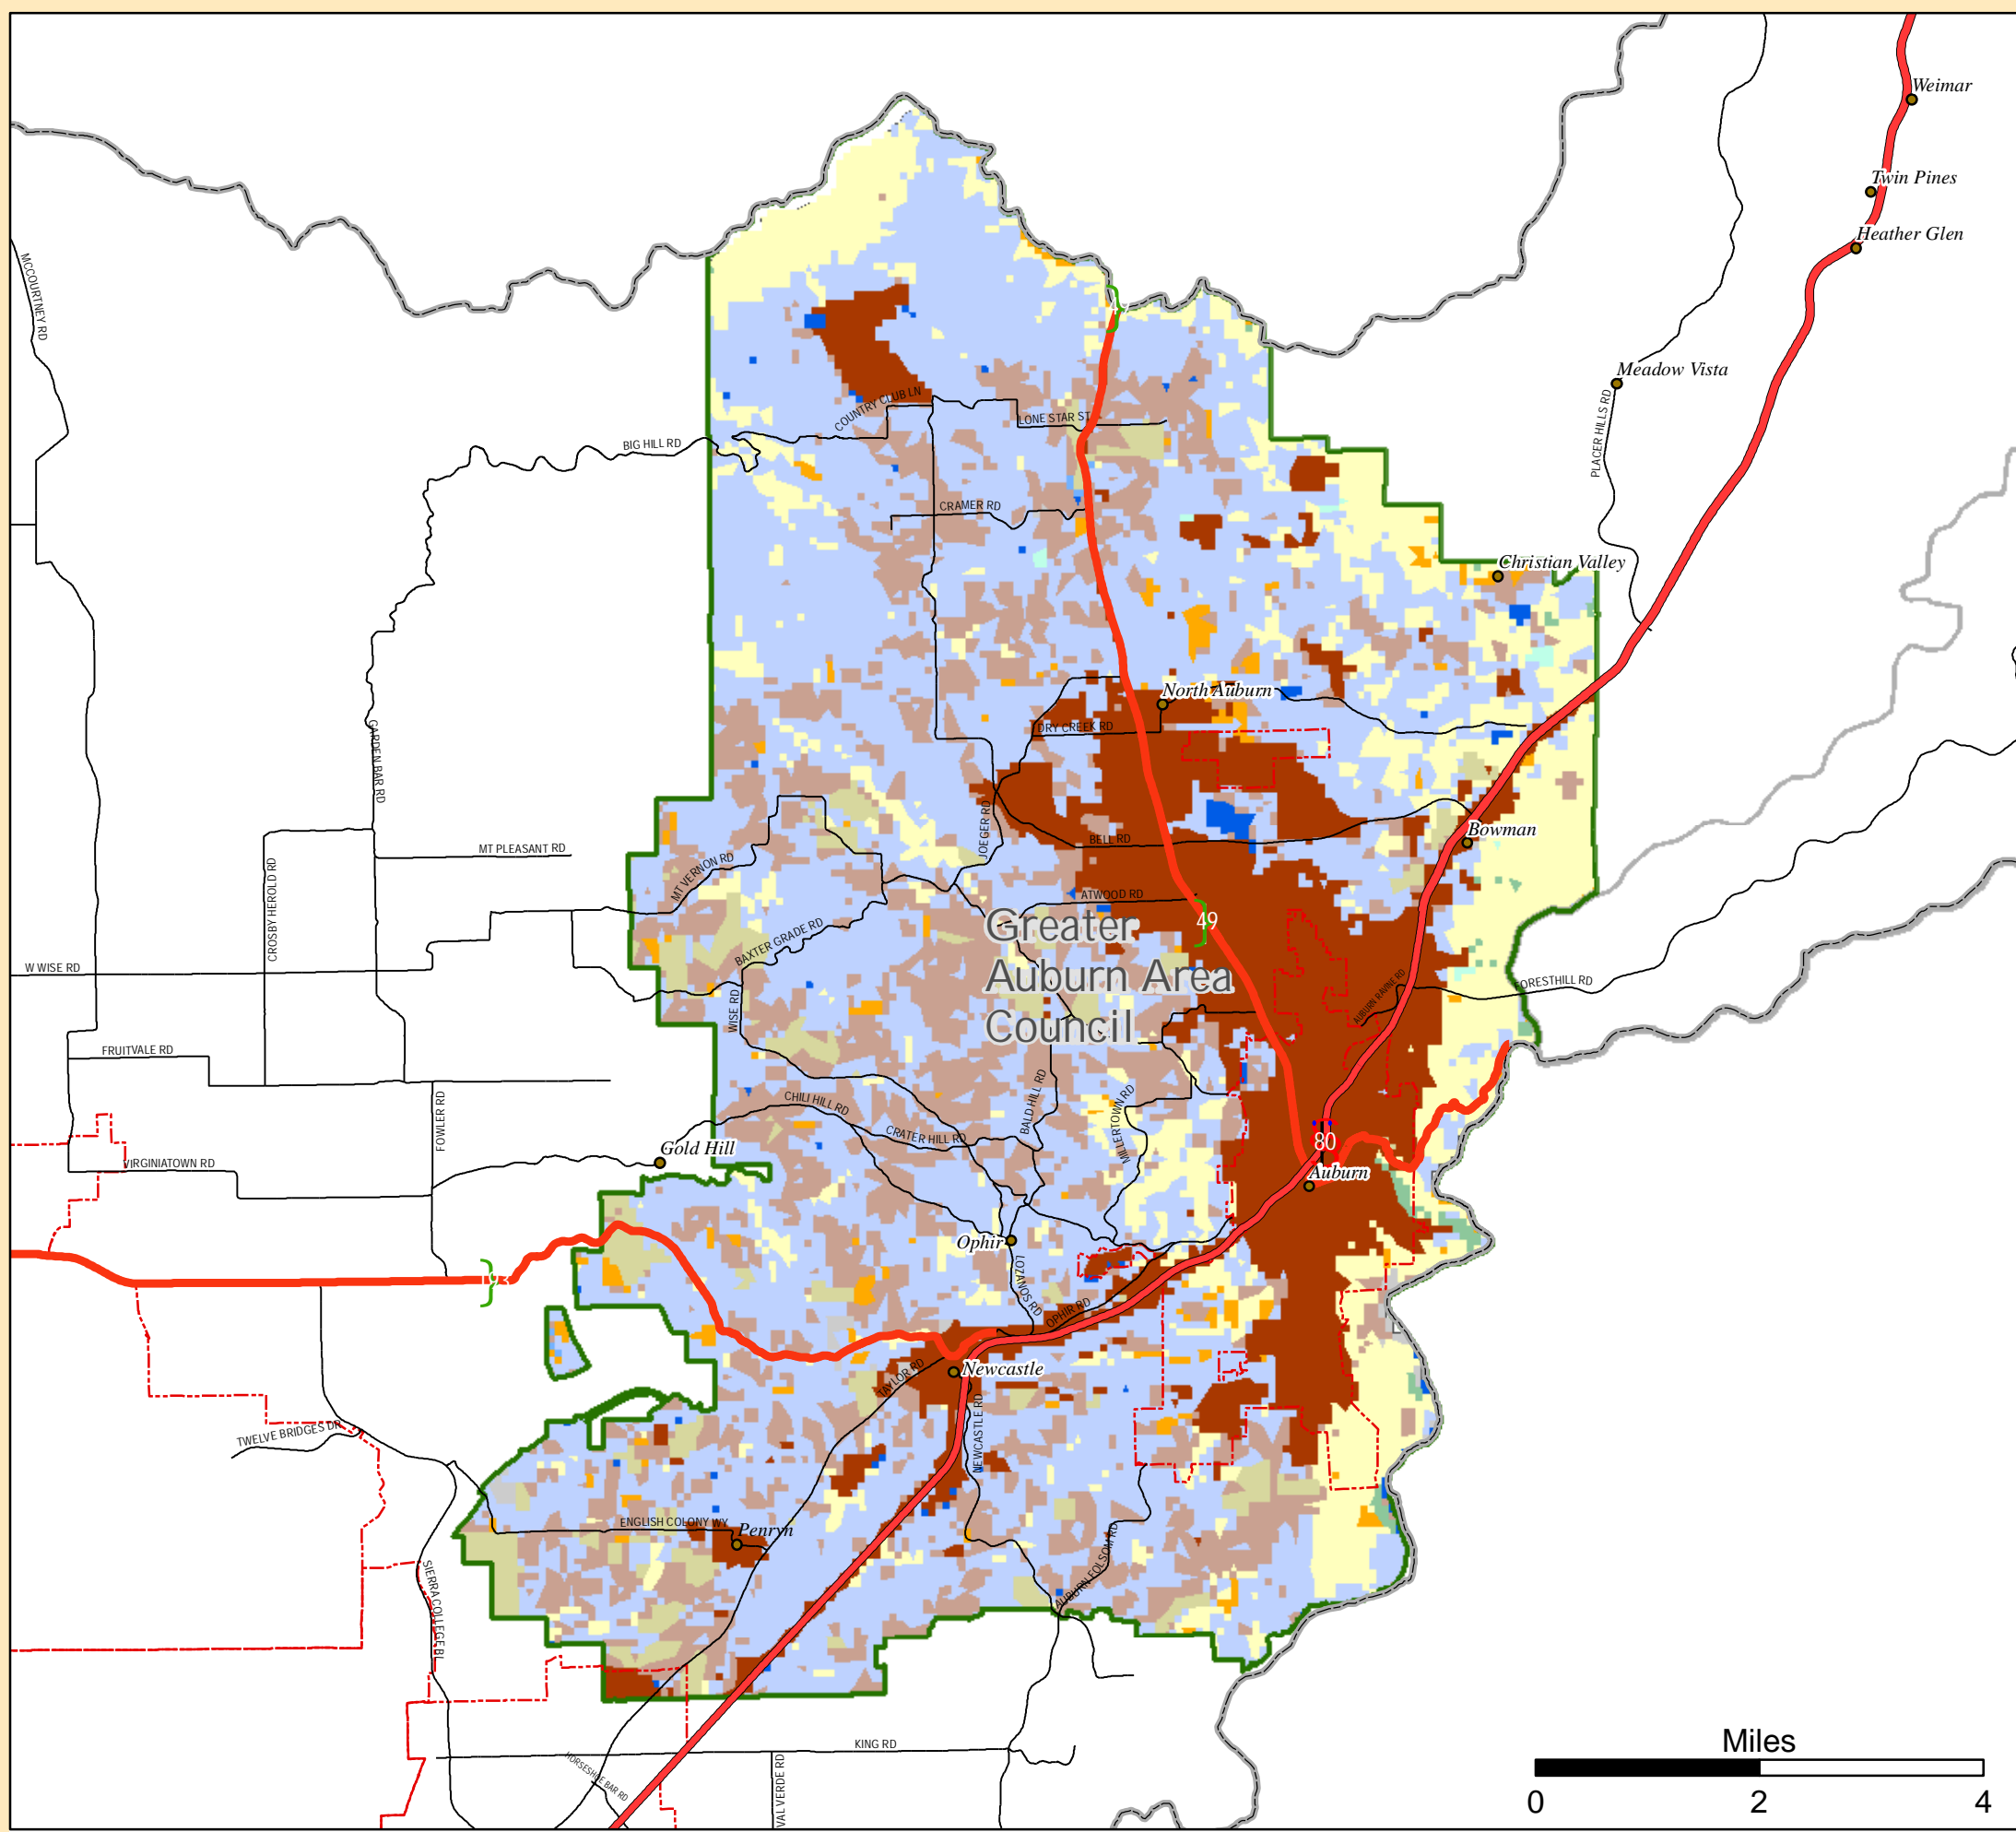 Weimar
Twin Pines
Heather Glen
MCCOURTNEY RD
Meadow Vista
PLACER HILLS RD
COUNTRY CLUB LN
LONE STAR ST
BIG HILL RD
CRAMER RD
Christian Valley
North Auburn
DRY CREEK RD
GARDEN BAR RD
JOEGER RD
BELL RD
Bowman
MT PLEASANT RD
MT VERNON RD
CROSBY HEROLD RD
ATWOOD RD
49
Greater
Auburn Area
Council
BAXTER GRADE RD
W WISE RD
WISE RD
AUBURN RAVINE RD
FORESTHILL RD
FRUITVALE RD
FOWLER RD
CHILI HILL RD
BALD HILL RD
MILLERTOWN RD
CRATER HILL RD
80
Gold Hill
VIRGINIATOWN RD
Auburn
Ophir
LOZANOS RD
193
OPHIR RD
Newcastle
TAYLOR RD
NEWCASTLE RD
TWELVE BRIDGES DR
ENGLISH COLONY WY
Penryn
AUBURN FOLSOM RD
SIERRA COLLEGE BL
KING RD
HORSESHOE BAR RD
VAL VERDE RD
Miles
0 2 4